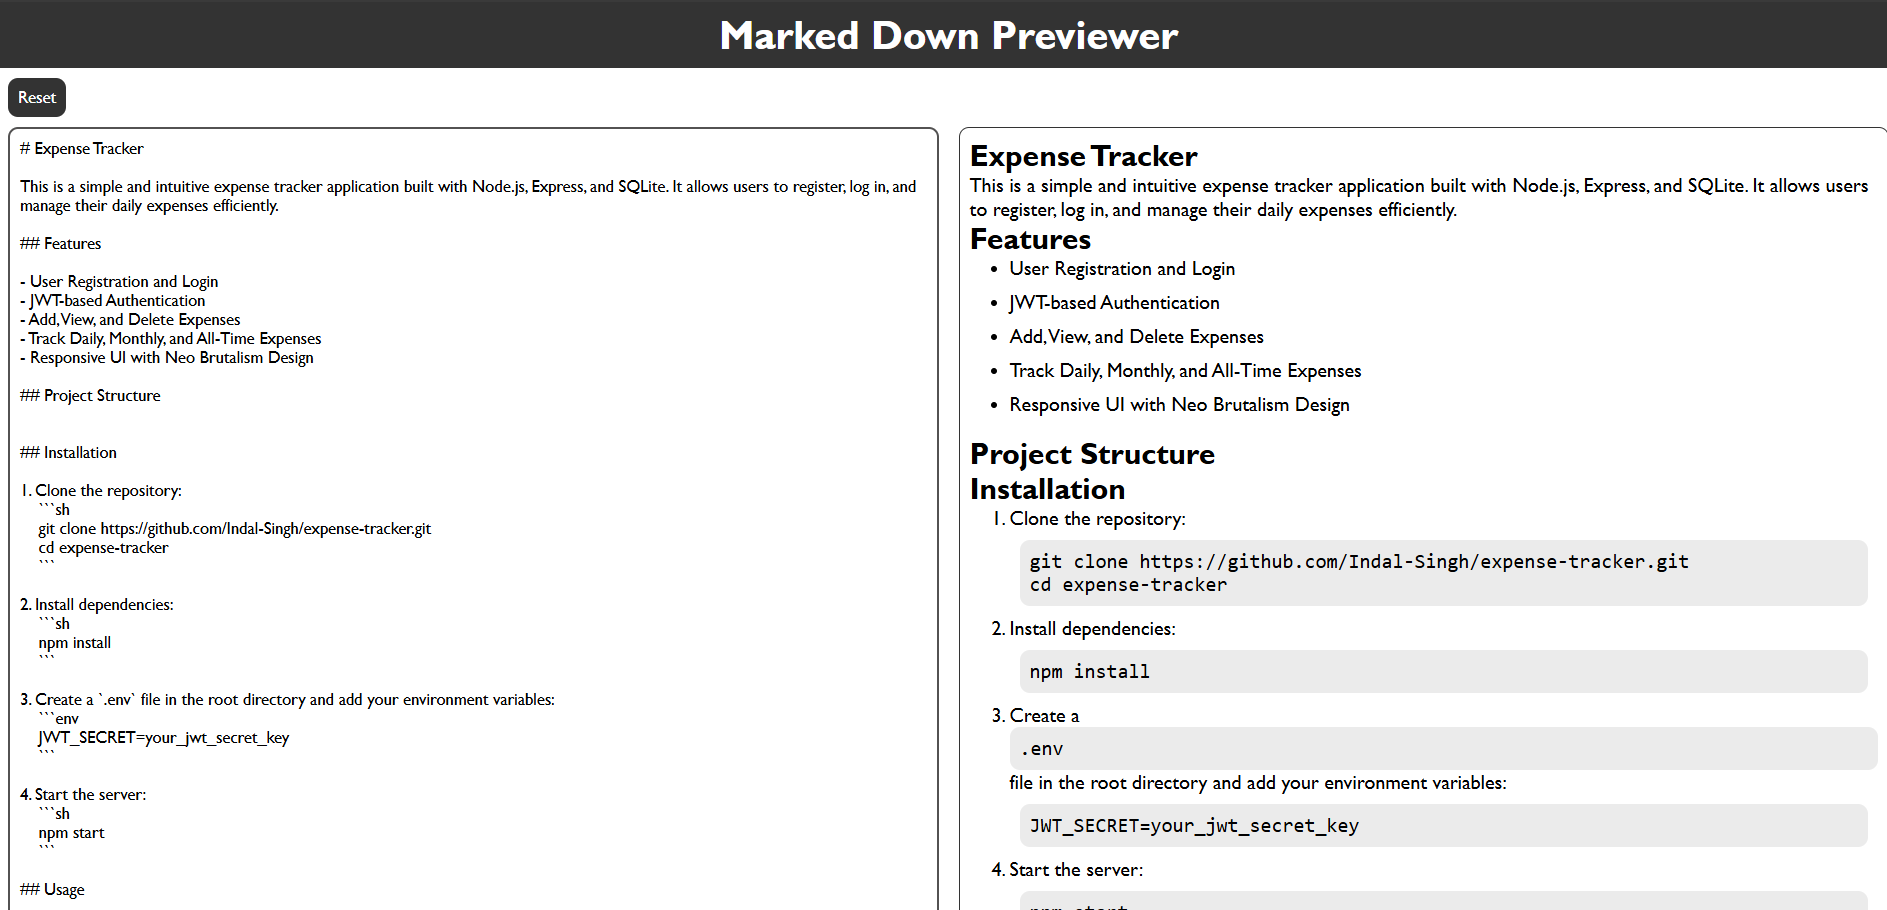 Marked Down Previewer
Reset
# Expense Tracker
This is a simple and intuitive expense tracker application built with Node.js, Express, and SQLite. It allows users to register, log in, and
manage their daily expenses efficiently.
## Features
- User Registration and Login
- JWT-based Authentication
- Add, View, and Delete Expenses
- Track Daily, Monthly, and All-Time Expenses
- Responsive UI with Neo Brutalism Design
## Project Structure
## Installation
1. Clone the repository:
```sh
git clone https://github.com/Indal-Singh/expense-tracker.git
cd expense-tracker
```
2. Install dependencies:
```sh
npm install
```
3. Create a `.env` file in the root directory and add your environment variables:
```env
JWT_SECRET=your_jwt_secret_key
```
4. Start the server:
```sh
npm start
```
## Usage
Expense Tracker
This is a simple and intuitive expense tracker application built with Node.js, Express, and SQLite. It allows users
to register, log in, and manage their daily expenses efficiently.
Features
• User Registration and Login
• JWT-based Authentication
• Add, View, and Delete Expenses
• Track Daily, Monthly, and All-Time Expenses
• Responsive UI with Neo Brutalism Design
Project Structure
Installation
1. Clone the repository:
git clone https://github.com/Indal-Singh/expense-tracker.git
cd expense-tracker
2. Install dependencies:
npm install
3. Create a
.env
file in the root directory and add your environment variables:
JWT_SECRET=your_jwt_secret_key
4. Start the server:
npm start